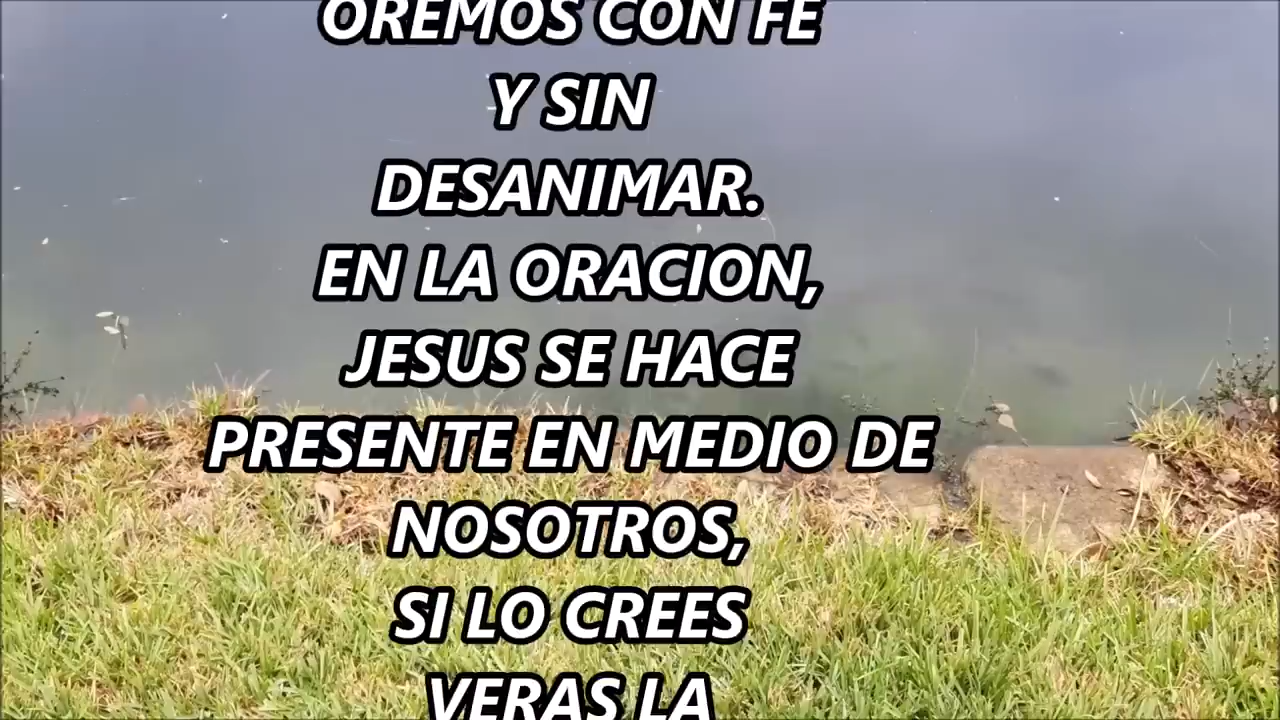 OREMOS CON FE
Y SIN
DESANIMAR.
EN LA ORACION,
JESUS SE HACE
PRESENTE EN MEDIO DE
NOSOTROS,
SI LO CREES
VERAS LA